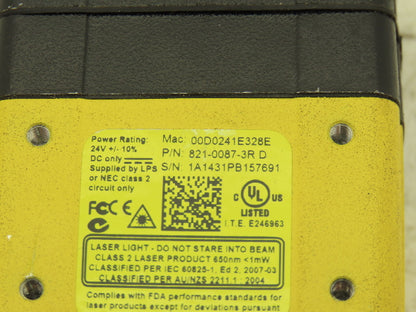 Power Rating:
24V +/- 10%
DC only
Supplied by LPS
or NEC class 2
circuit only
Mac: 00D0241E328E
P/N: 821-0087-3R D
S/N: 1A1431PB157691
FCC CE
c UL US
LISTED
I.T.E. E246963
LASER LIGHT - DO NOT STARE INTO BEAM
CLASS 2 LASER PRODUCT 650nm <1mW
CLASSIFIED PER IEC 60825-1, Ed 2, 2007-03
CLASSIFIED PER AU/NZS 2211.1 : 2004
Complies with FDA performance standards for
laser products except for deviations pursuant